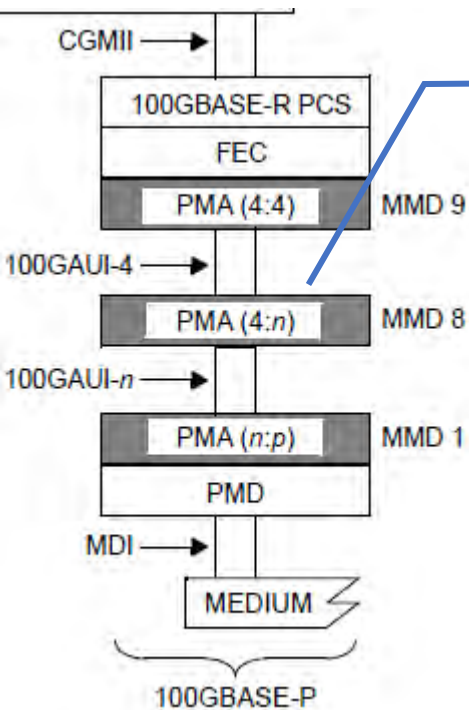 CGMII
100GBASE-R PCS
FEC
PMA (4:4) MMD 9
100GAUI-4
PMA (4:n) MMD 8
100GAUI-n
PMA (n:p) MMD 1
PMD
MDI
MEDIUM
100GBASE-P